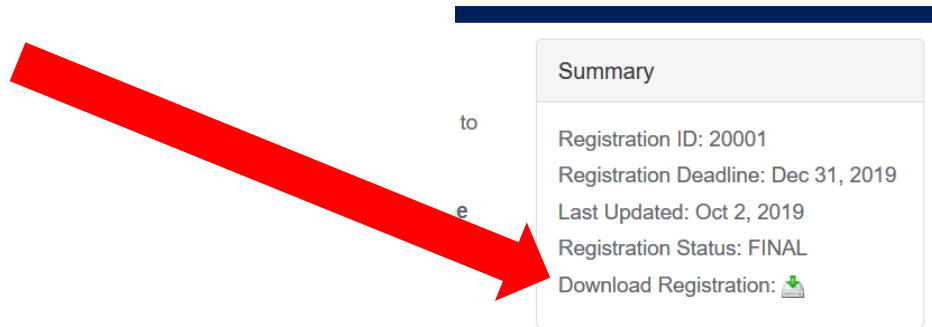 Summary
to
Registration ID: 20001
Registration Deadline: Dec 31, 2019
e
Last Updated: Oct 2, 2019
Registration Status: FINAL
Download Registration: